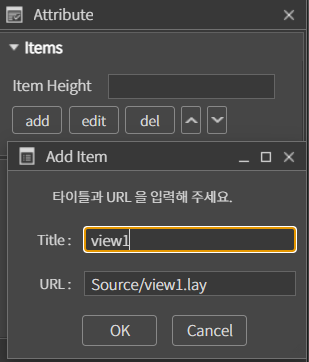 Attribute
Items
Item Height
add edit del
Add Item
타이틀과 URL 을 입력해 주세요.
Title : view1
URL : Source/view1.lay
OK Cancel